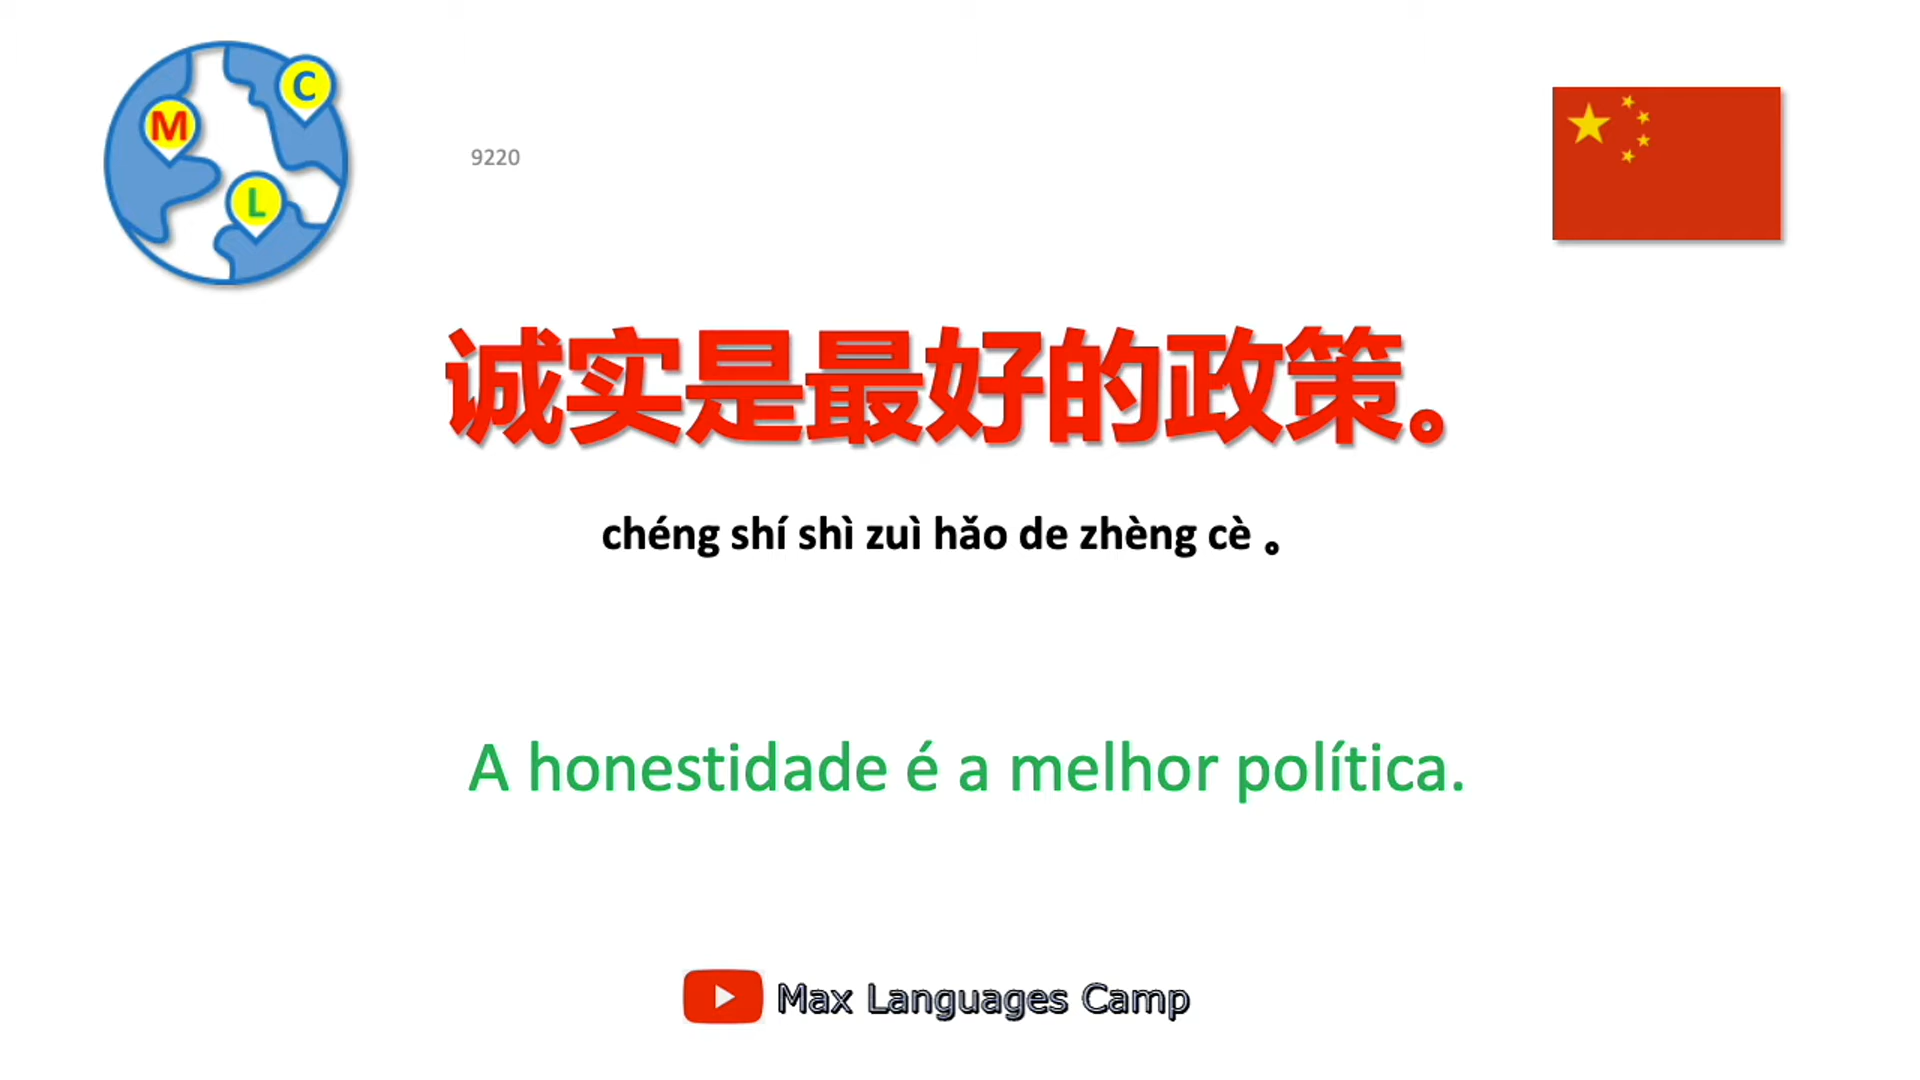 M
C
L
9220
诚实是最好的政策。
chéng shí shì zuì hǎo de zhèng cè 。
A honestidade é a melhor política.
Max Languages Camp